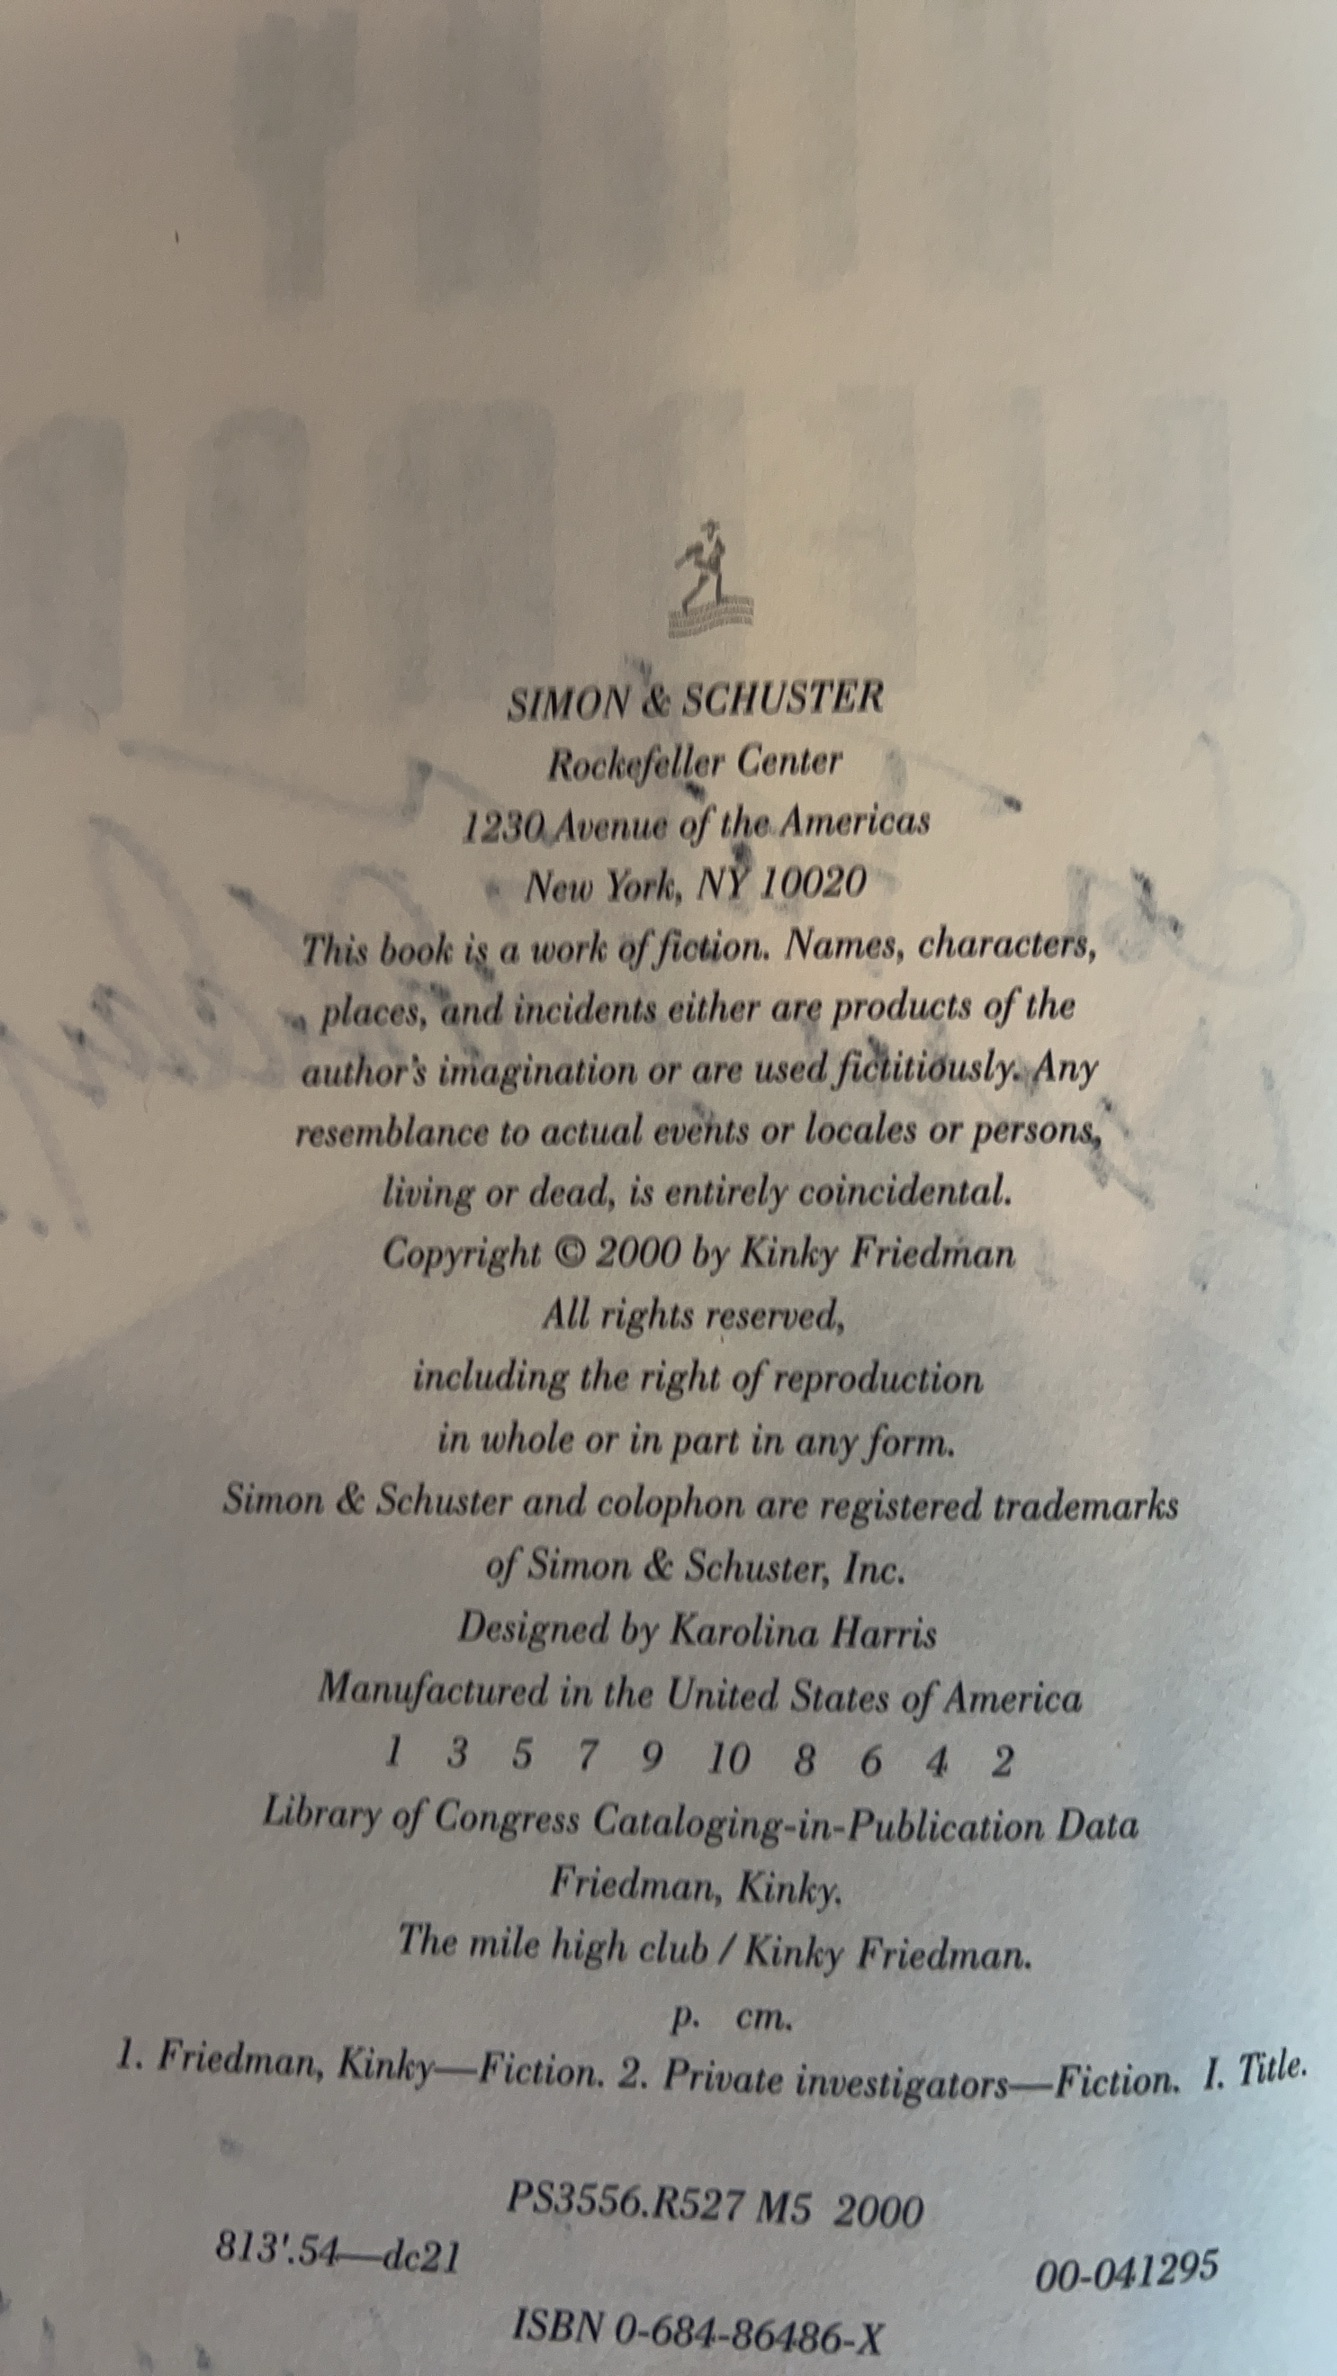 SIMON & SCHUSTER
Rockefeller Center
1230 Avenue of the Americas
New York, NY 10020
This book is a work of fiction. Names, characters,
places, and incidents either are products of the
author's imagination or are used fictitiously. Any
resemblance to actual events or locales or persons,
living or dead, is entirely coincidental.
Copyright © 2000 by Kinky Friedman
All rights reserved,
including the right of reproduction
in whole or in part in any form.
Simon & Schuster and colophon are registered trademarks
of Simon & Schuster, Inc.
Designed by Karolina Harris
Manufactured in the United States of America
1 3 5 7 9 10 8 6 4 2
Library of Congress Cataloging-in-Publication Data
Friedman, Kinky.
The mile high club / Kinky Friedman.
p. cm.
1. Friedman, Kinky—Fiction. 2. Private investigators—Fiction. I. Title.
PS3556.R527 M5 2000
813'.54—dc21 00-041295
ISBN 0-684-86486-X